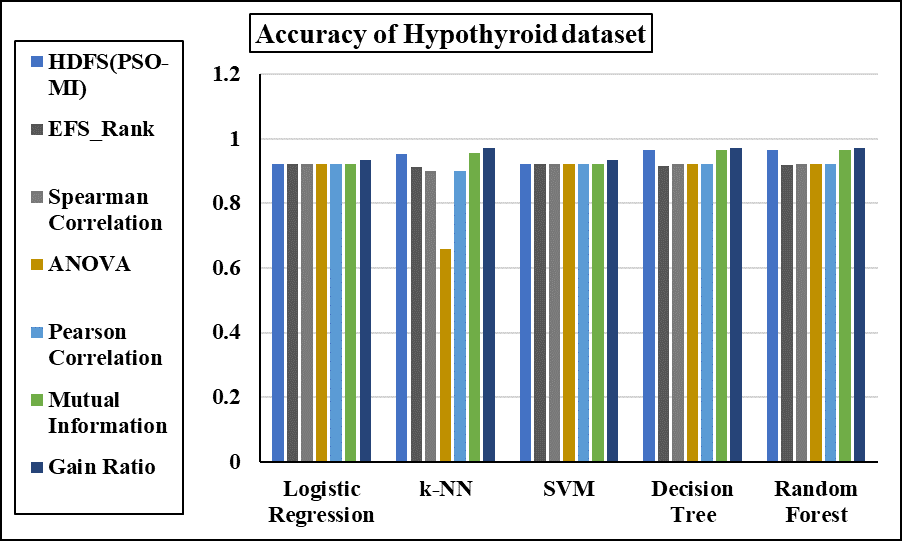 Accuracy of Hypothyroid dataset
HDFS(PSO-
MI)
EFS_Rank
Spearman
Correlation
ANOVA
Pearson
Correlation
Mutual
Information
Gain Ratio
1.2
1
0.8
0.6
0.4
0.2
0
Logistic
Regression
k-NN
SVM
Decision
Tree
Random
Forest